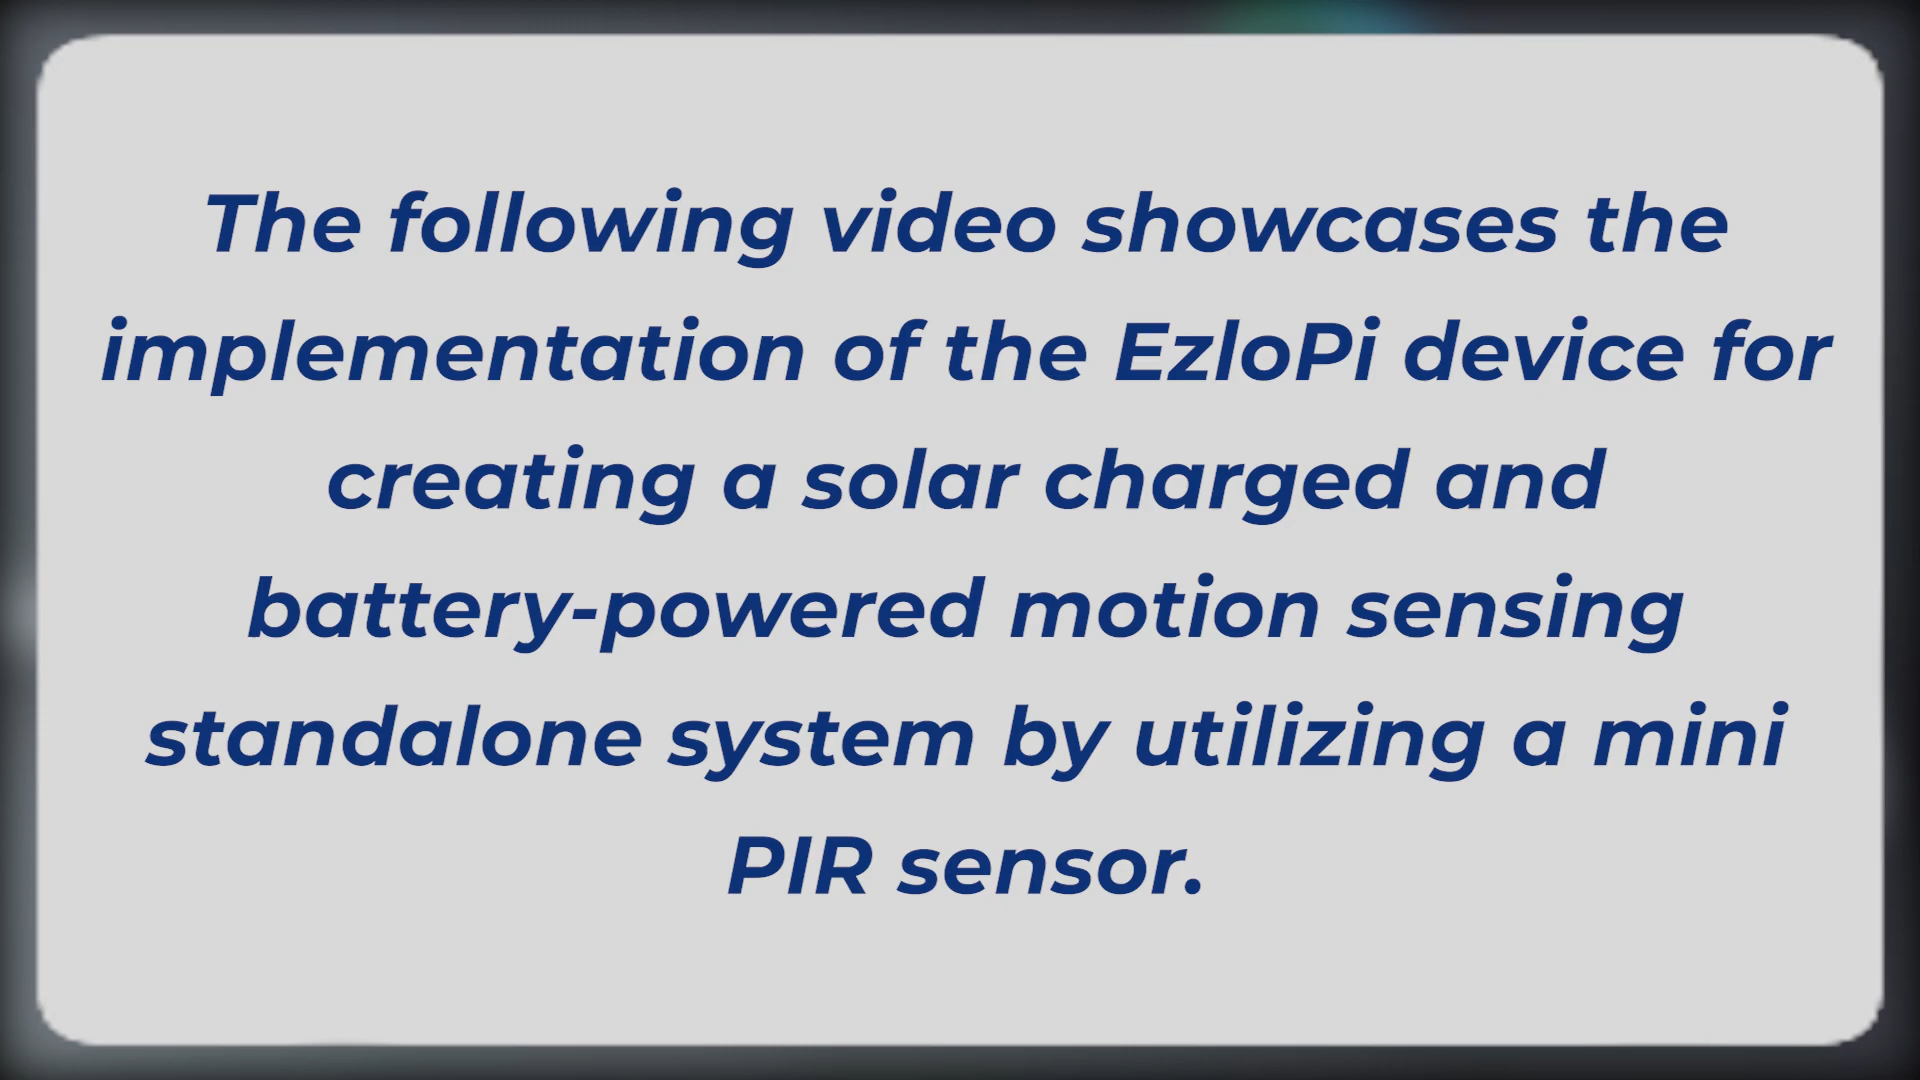 The following video showcases the
implementation of the EzloPi device for
creating a solar charged and
battery-powered motion sensing
standalone system by utilizing a mini
PIR sensor.